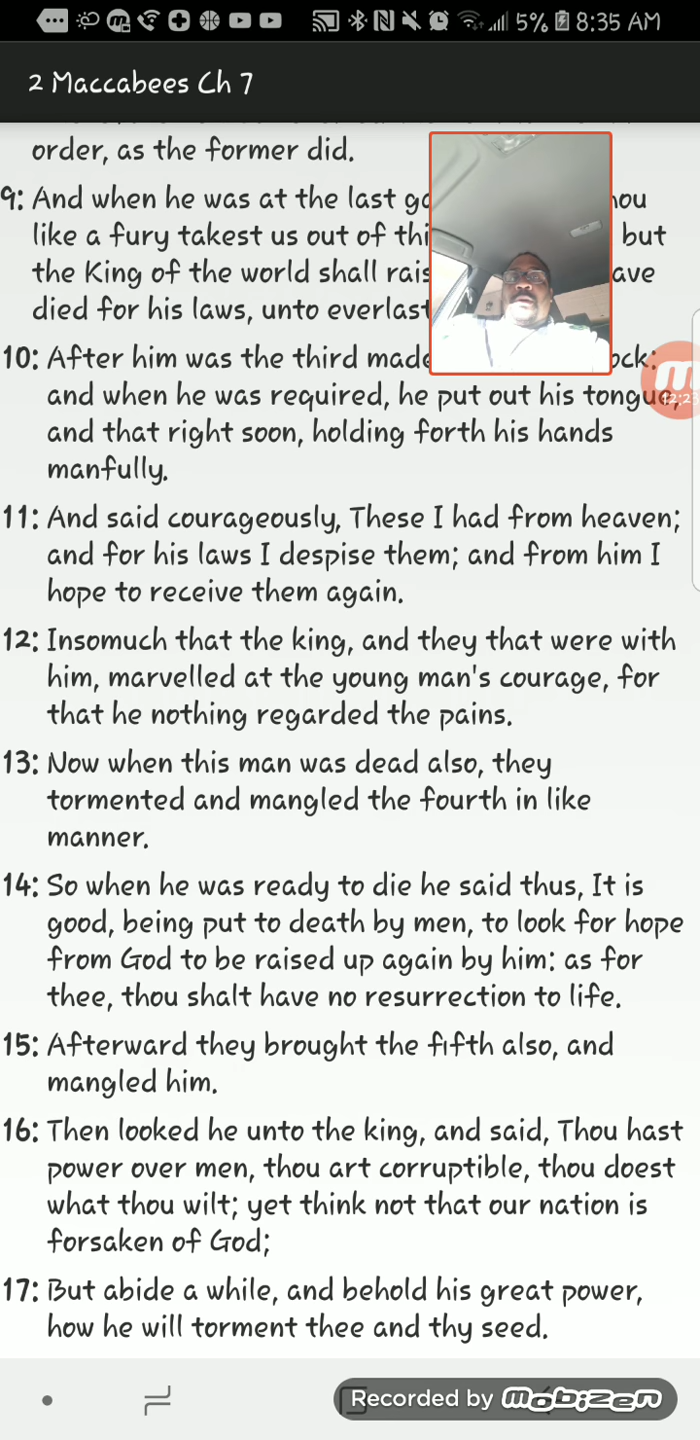 5% 8:35 AM
2 Maccabees Ch 7
order, as the former did.
9: And when he was at the last
like a fury takest us out of but
the King of the world shall
died for his laws, unto
10: After him was the third
and when he was required, he put out his tongue,
12:23
and that right soon, holding forth his hands
manfully.
11: And said courageously, These I had from heaven;
and for his laws I despise them; and from him I
hope to receive them again.
12: Insomuch that the king, and they that were with
him, marvelled at the young man's courage, for
that he nothing regarded the pains.
13: Now when this man was dead also, they
tormented and mangled the fourth in like
manner.
14: So when he was ready to die he said thus, It is
good, being put to death by men, to look for hope
from God to be raised up again by him: as for
thee, thou shalt have no resurrection to life.
15: Afterward they brought the fifth also, and
mangled him.
16: Then looked he unto the king, and said, Thou hast
power over men, thou art corruptible, thou doest
what thou wilt; yet think not that our nation is
forsaken of God;
17: But abide a while, and behold his great power,
how he will torment thee and thy seed.
Recorded by mobizen